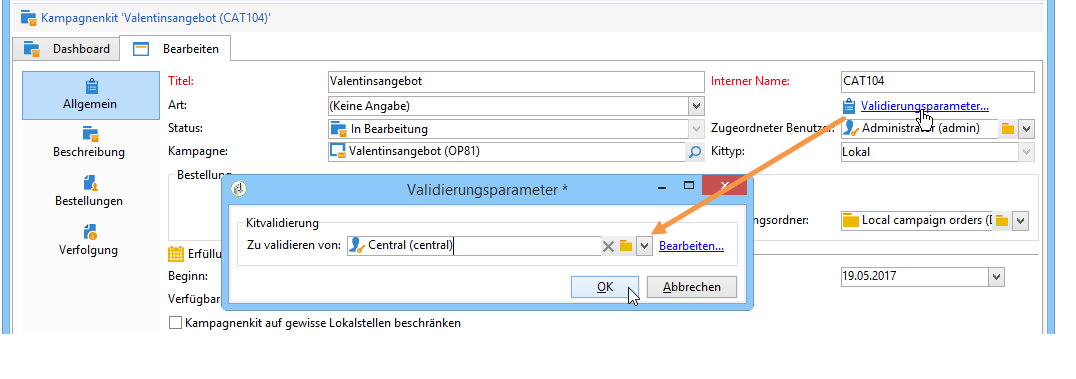 Kampagnenkit 'Valentinsangebot (CAT104)'
Dashboard Bearbeiten
Titel: Valentinsangebot Interner Name: CAT104
Allgemein
Art: (Keine Angabe) Validierungsparameter...
Status: In Bearbeitung Zugeordneter Benutzer: Administrator (admin)
Beschreibung
Kampagne: Valentinsangebot (OP81) Kittyp: Lokal
Bestellung
Validierungsparameter *
Bestellungen
Kitvalidierung
ngsordner: Local campaign orders (
Zu validieren von: Central (central) Bearbeiten...
Verfolgung
Erfüllu
Beginn: 19.05.2017
OK Abbrechen
Verfügbar
Kampagnenkit auf gewisse Lokalstellen beschränken